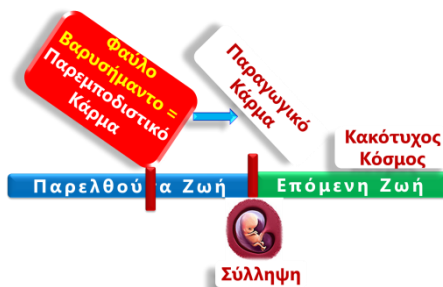 Φαύλο
Βαρυσήμαντο =
Παρεμποδιστικό
Κάρμα
Παραγωγικό
Κάρμα
Κακότυχος
Κόσμος
Παρελθούσα Ζωή
Επόμενη Ζωή
Σύλληψη